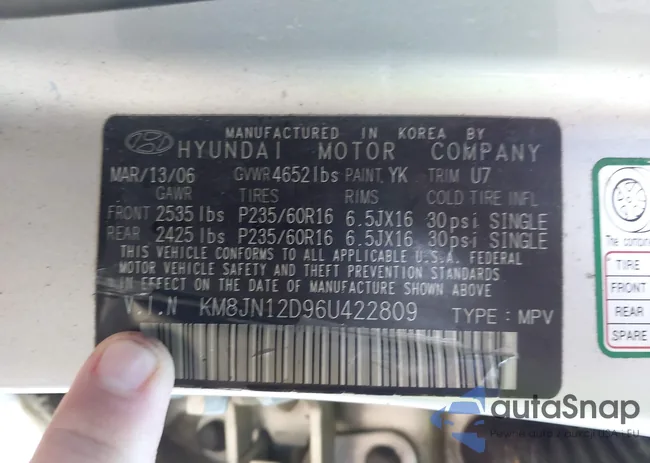 MANUFACTURED IN KOREA BY
HYUNDAI MOTOR COMPANY
MAR/13/06 GVWR 4652lbs PAINT YK TRIM U7
GAWR TIRES RIMS COLD TIRE INFL
FRONT 2535 lbs P235/60R16 6.5JX16 30psi SINGLE
REAR 2425 lbs P235/60R16 6.5JX16 30psi SINGLE
THIS VEHICLE CONFORMS TO ALL APPLICABLE U.S.A. FEDERAL
MOTOR VEHICLE SAFETY AND THEFT PREVENTION STANDARDS
IN EFFECT ON THE DATE OF MANUFACTURE SHOWN ABOVE
V.I.N KM8JN12D96U422809 TYPE : MPV
The combined
TIRE
FRONT
REAR
SPARE
autoSnap